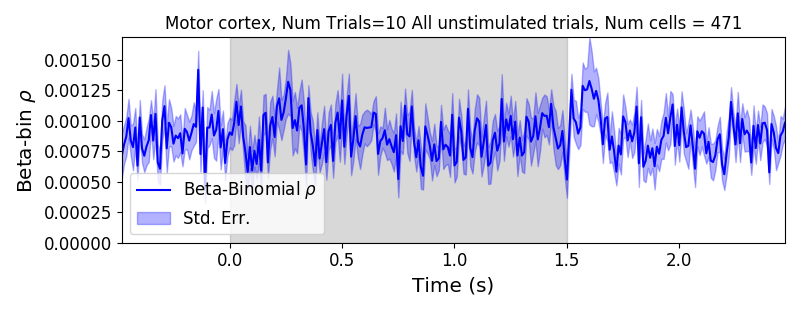 Motor cortex, Num Trials=10 All unstimulated trials, Num cells = 471
Beta-bin ρ
0.00150
0.00125
0.00100
0.00075
0.00050
0.00025
0.00000
Beta-Binomial ρ
Std. Err.
0.0 0.5 1.0 1.5 2.0
Time (s)